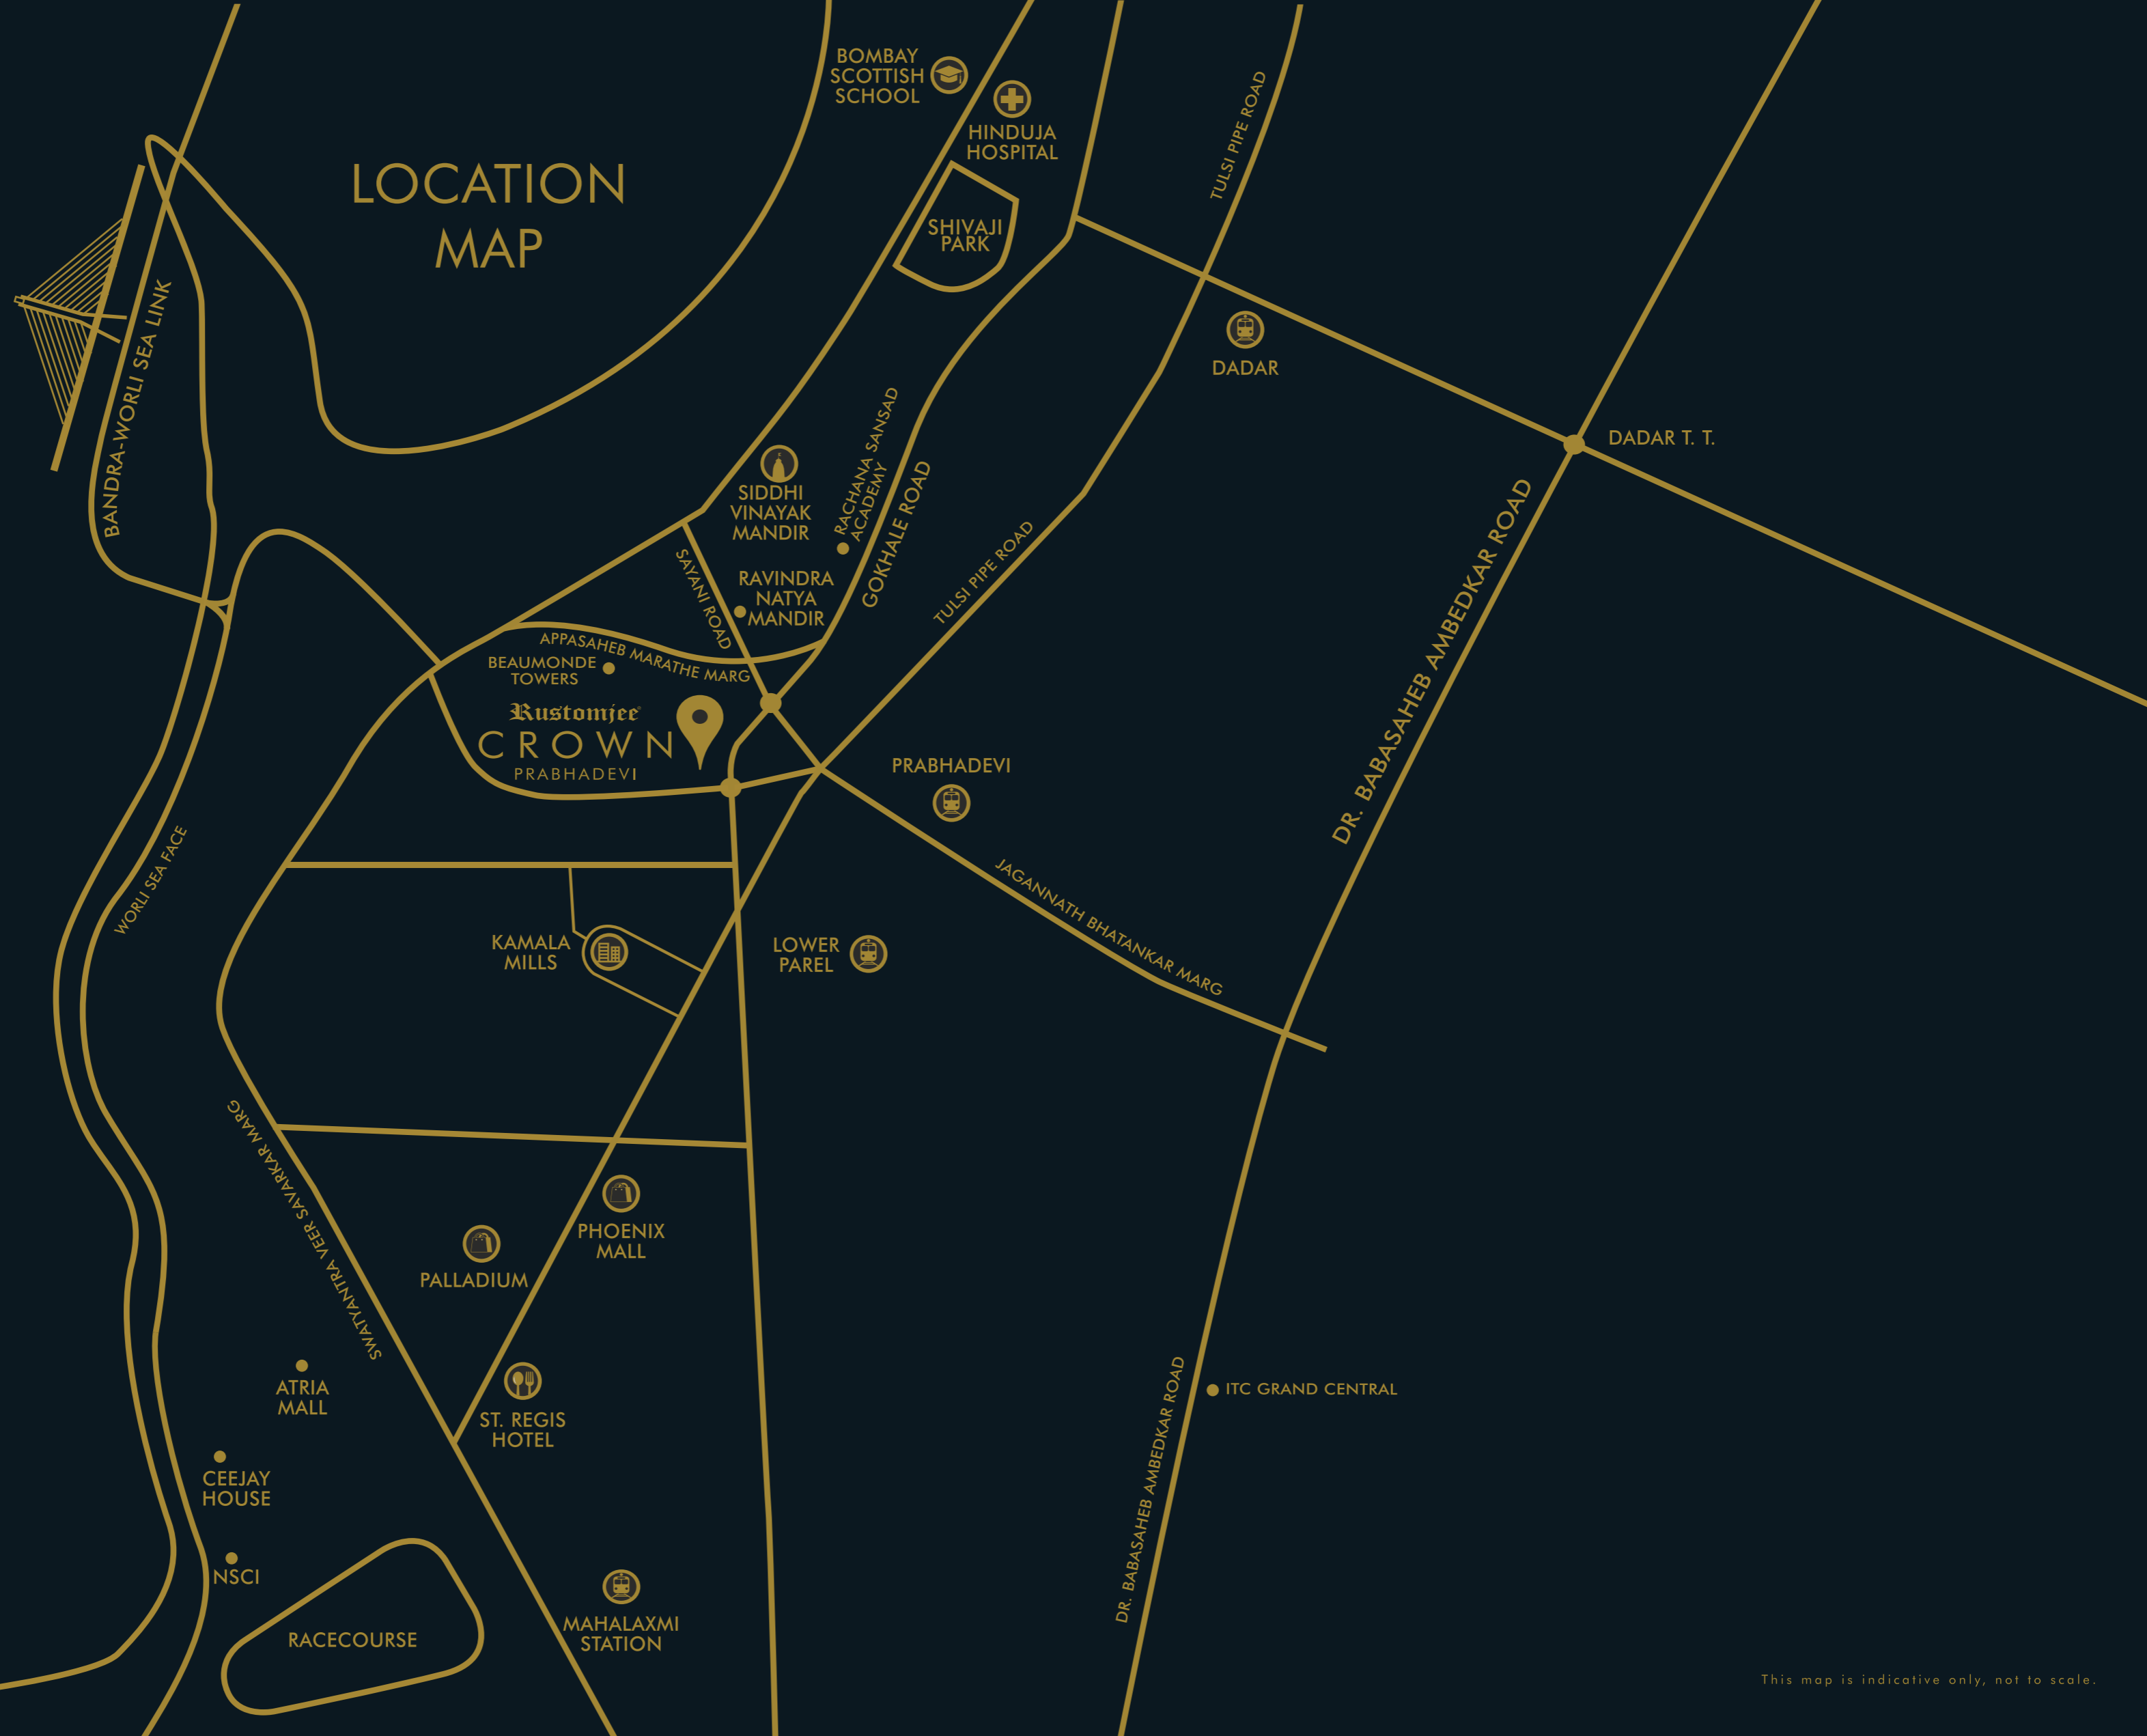 BOMBAY
SCOTTISH
SCHOOL
HINDUJA
HOSPITAL
TULSI PIPE ROAD
LOCATION
MAP
SHIVAJI
PARK
BANDRA-WORLI SEA LINK
DADAR
DADAR T. T.
RACHANA SANSAD
ACADEMY
SIDDHI
VINAYAK
MANDIR
GOKHALE ROAD
TULSI PIPE ROAD
DR. BABASAHEB AMBEDKAR ROAD
SAYANI ROAD
RAVINDRA
NATYA
MANDIR
APPASAHEB MARATHE MARG
BEAUMONDE
TOWERS
Rustomjee
CROWN
PRABHADEVI
PRABHADEVI
WORLI SEA FACE
JAGANNATH BHATANKAR MARG
KAMALA
MILLS
LOWER
PAREL
SWATYANTRA VEER SAVARKAR MARG
PHOENIX
MALL
PALLADIUM
ATRIA
MALL
ST. REGIS
HOTEL
ITC GRAND CENTRAL
DR. BABASAHEB AMBEDKAR ROAD
CEEJAY
HOUSE
NSCI
RACECOURSE
MAHALAXMI
STATION
This map is indicative only, not to scale.